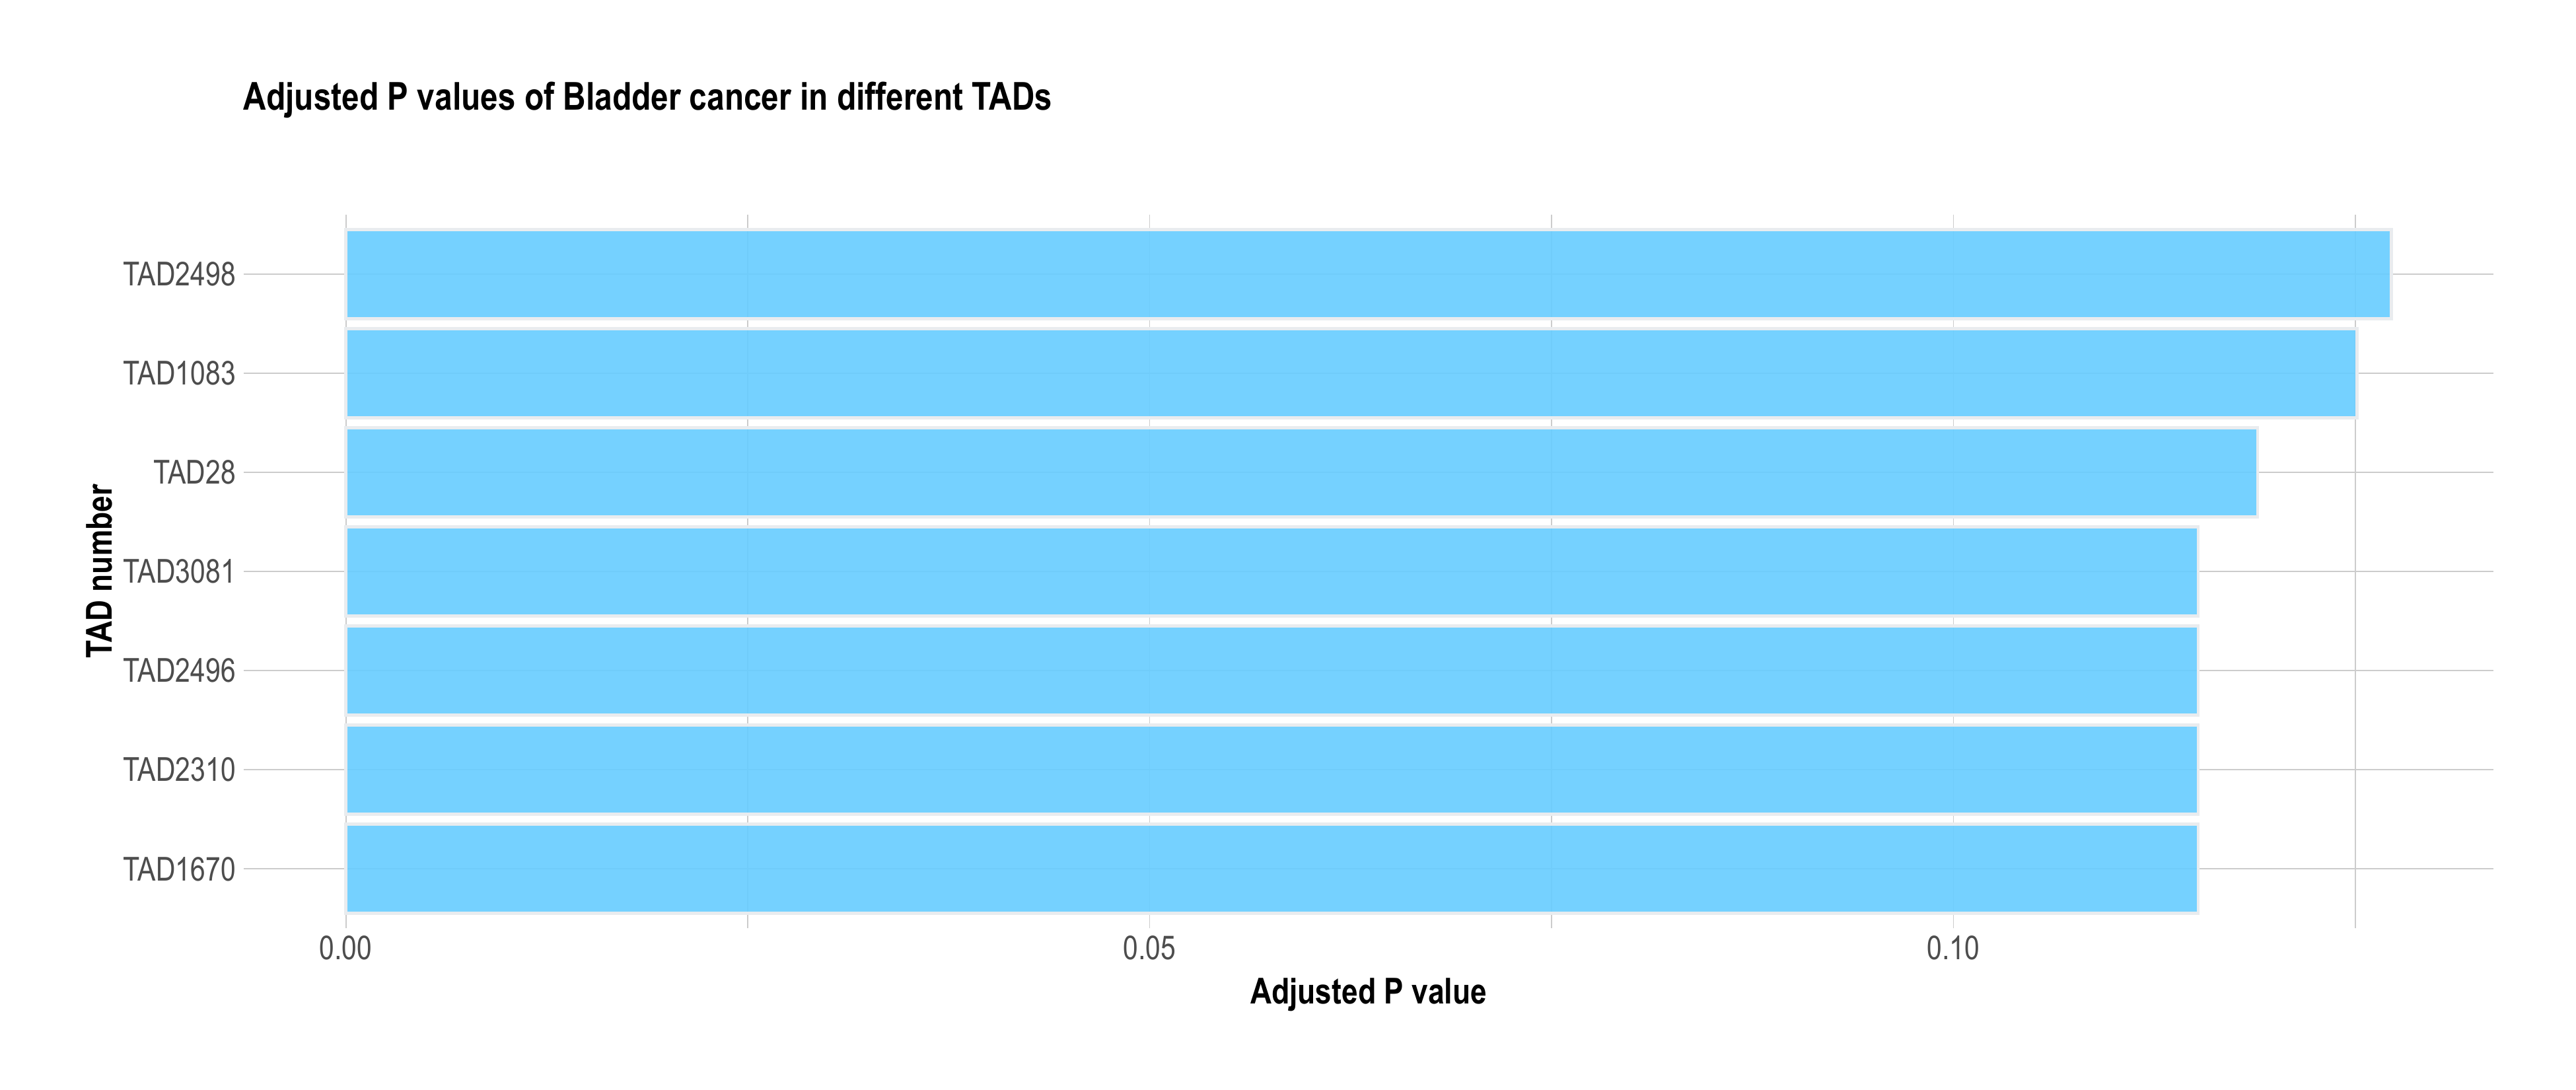 Adjusted P values of Bladder cancer in different TADs
TAD number
TAD2498
TAD1083
TAD28
TAD3081
TAD2496
TAD2310
TAD1670
0.00 0.05 0.10
Adjusted P value